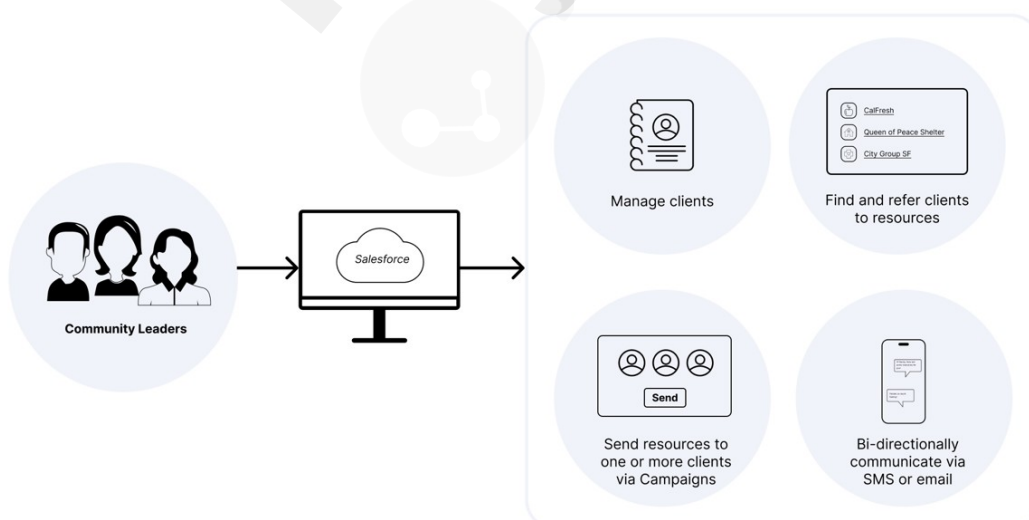 Community Leaders
Salesforce
Manage clients
CalFresh
Queen of Peace Shelter
City Group SF
Find and refer clients
to resources
Send
Send resources to
one or more clients
via Campaigns
Bi-directionally
communicate via
SMS or email